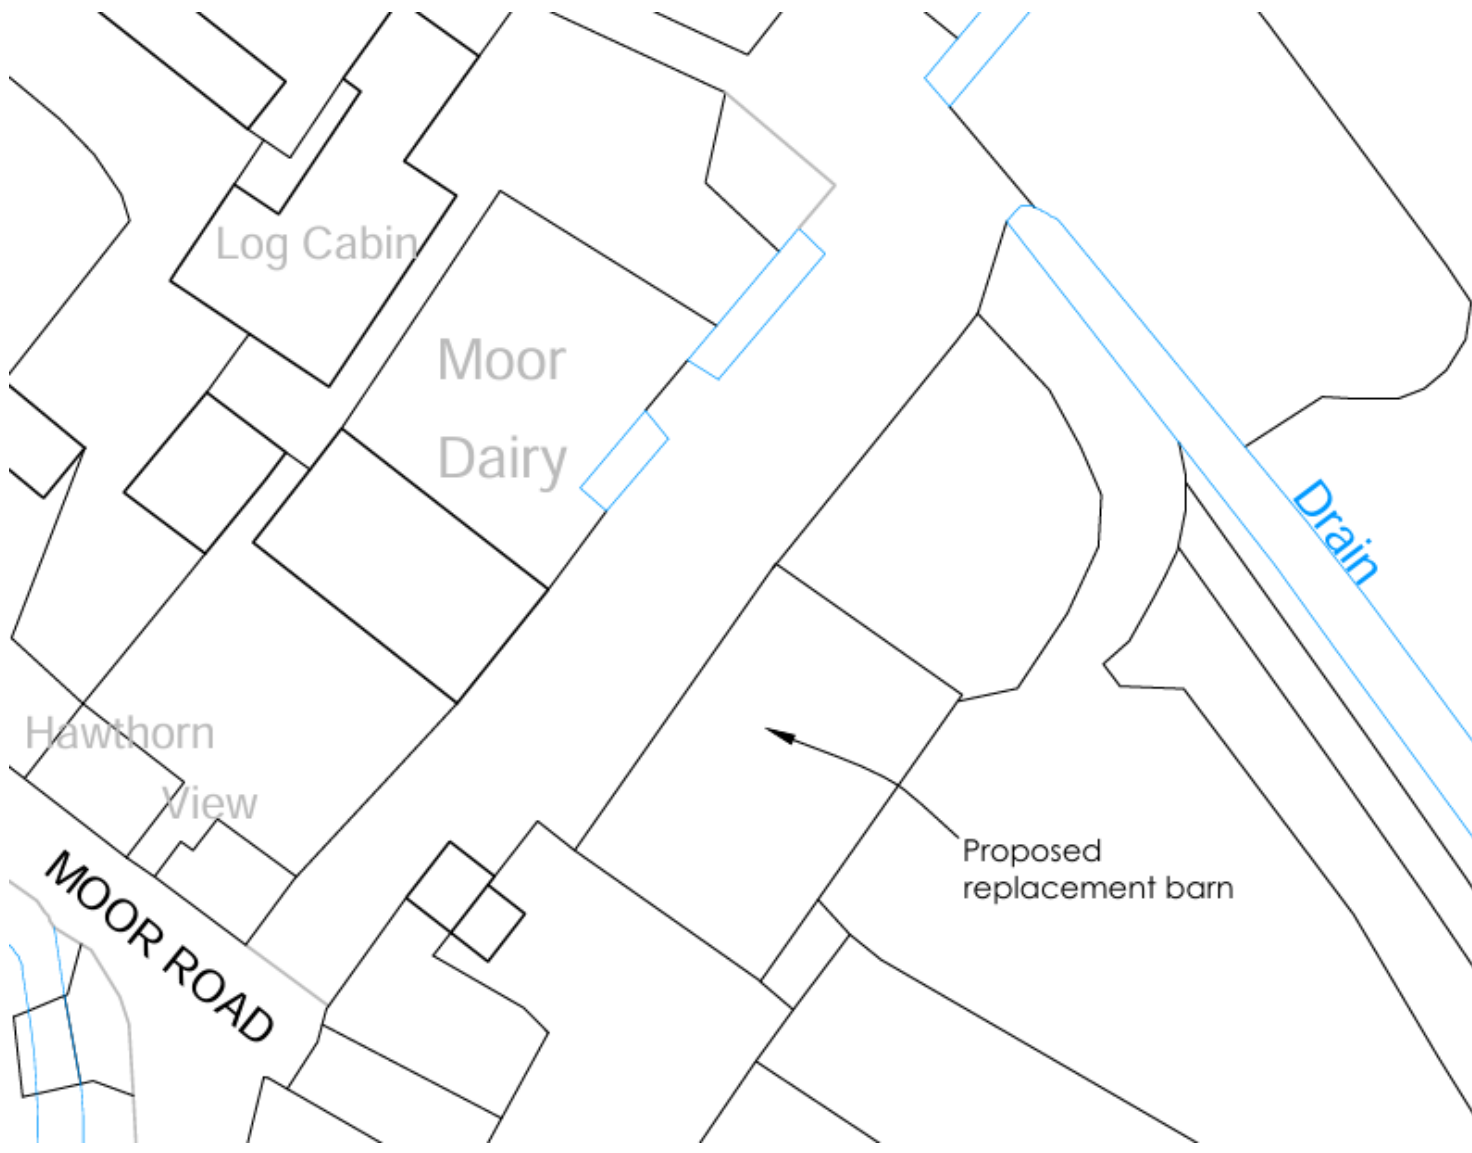 Log Cabin
Moor
Dairy
Drain
Hawthorn
View
Proposed
replacement barn
MOOR ROAD